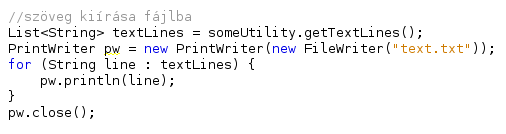 //szöveg kiírása fájlba
List<String> textLines = someUtility.getTextLines();
PrintWriter pw = new PrintWriter(new FileWriter("text.txt"));
for (String line : textLines) {
    pw.println(line);
}
pw.close();